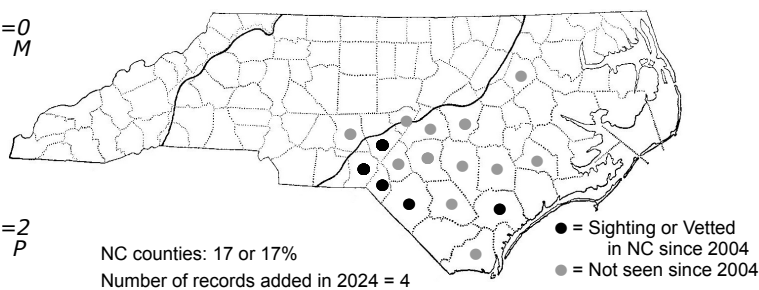 =0
M
=2
P
NC counties: 17 or 17%
Number of records added in 2024 = 4
= Sighting or Vetted
in NC since 2004
= Not seen since 2004